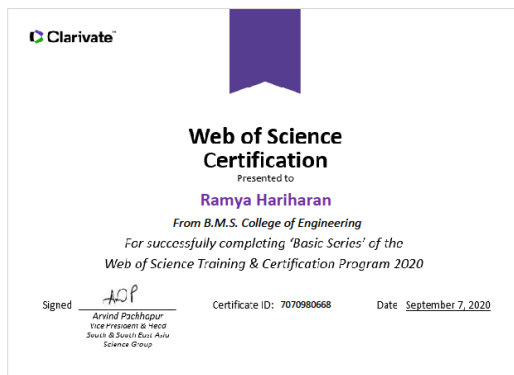 Clarivate™
Web of Science
Certification
Presented to
Ramya Hariharan
From B.M.S. College of Engineering
For successfully completing ‘Basic Series’ of the
Web of Science Training & Certification Program 2020
Signed
Certificate ID: 7070980668
Date September 7, 2020
Arvind Pachhapur
Vice President & Head
South & South East Asia
Science Group